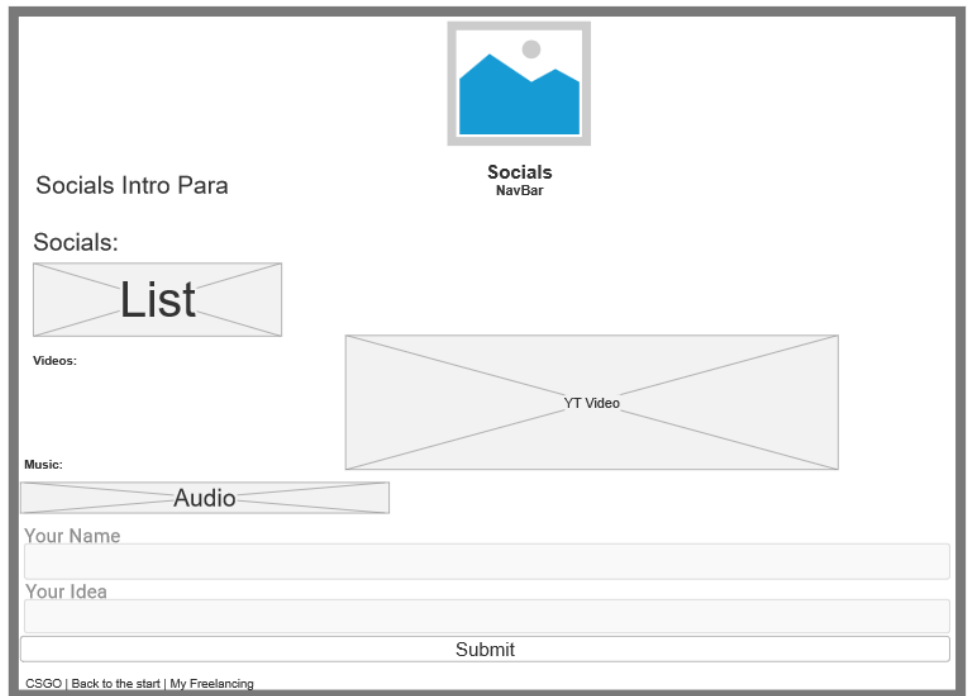 Socials
NavBar
Socials Intro Para
Socials:
List
Videos:
YT Video
Music:
Audio
Your Name
Your Idea
Submit
CSGO | Back to the start | My Freelancing